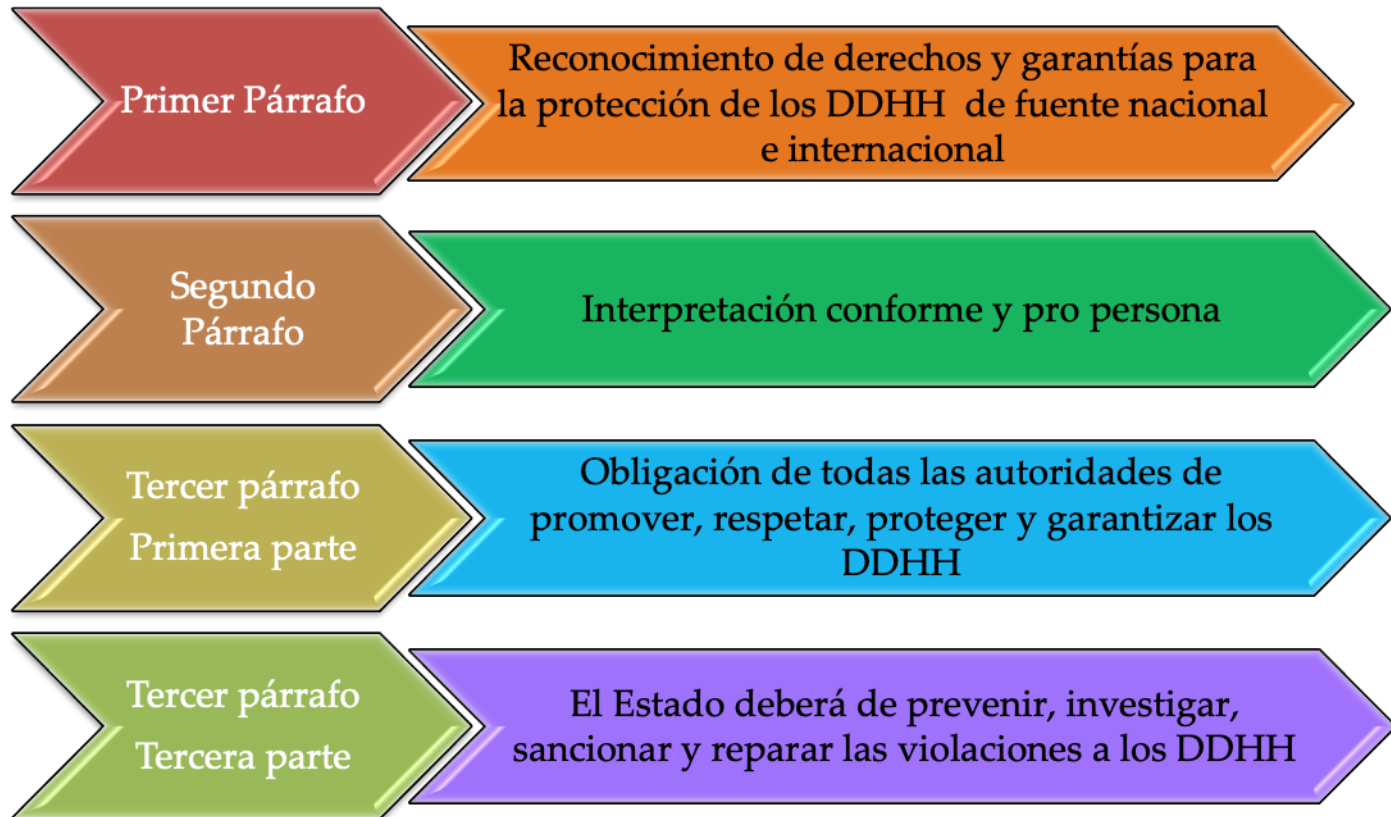 Primer Párrafo
Reconocimiento de derechos y garantías para
la protección de los DDHH de fuente nacional
e internacional
Segundo
Párrafo
Interpretación conforme y pro persona
Tercer párrafo
Primera parte
Obligación de todas las autoridades de
promover, respetar, proteger y garantizar los
DDHH
Tercer párrafo
Tercera parte
El Estado deberá de prevenir, investigar,
sancionar y reparar las violaciones a los DDHH